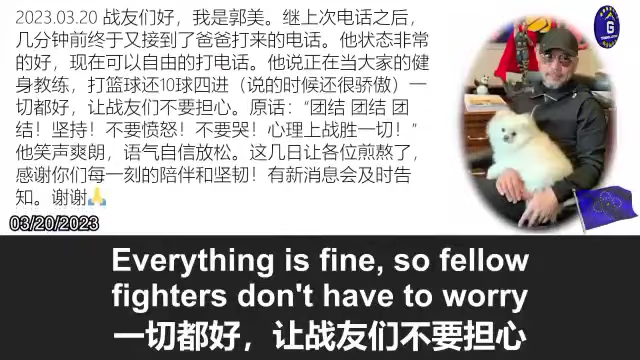 2023.03.20 战友们好，我是郭美。继上次电话之后，
几分钟前终于又接到了爸爸打来的电话。他状态非常
的好，现在可以自由的打电话。他说正在当大家的健
身教练，打篮球还10球四进（说的时候还很骄傲）一
切都好，让战友们不要担心。原话：“团结 团结 团
结！坚持！不要愤怒！不要哭！心理上战胜一切！”
他笑声爽朗，语气自信放松。这几日让各位煎熬了，
感谢你们每一刻的陪伴和坚韧！有新消息会及时告
知。谢谢🙏
03/20/2023
G
Everything is fine, so fellow
fighters don't have to worry
一切都好，让战友们不要担心